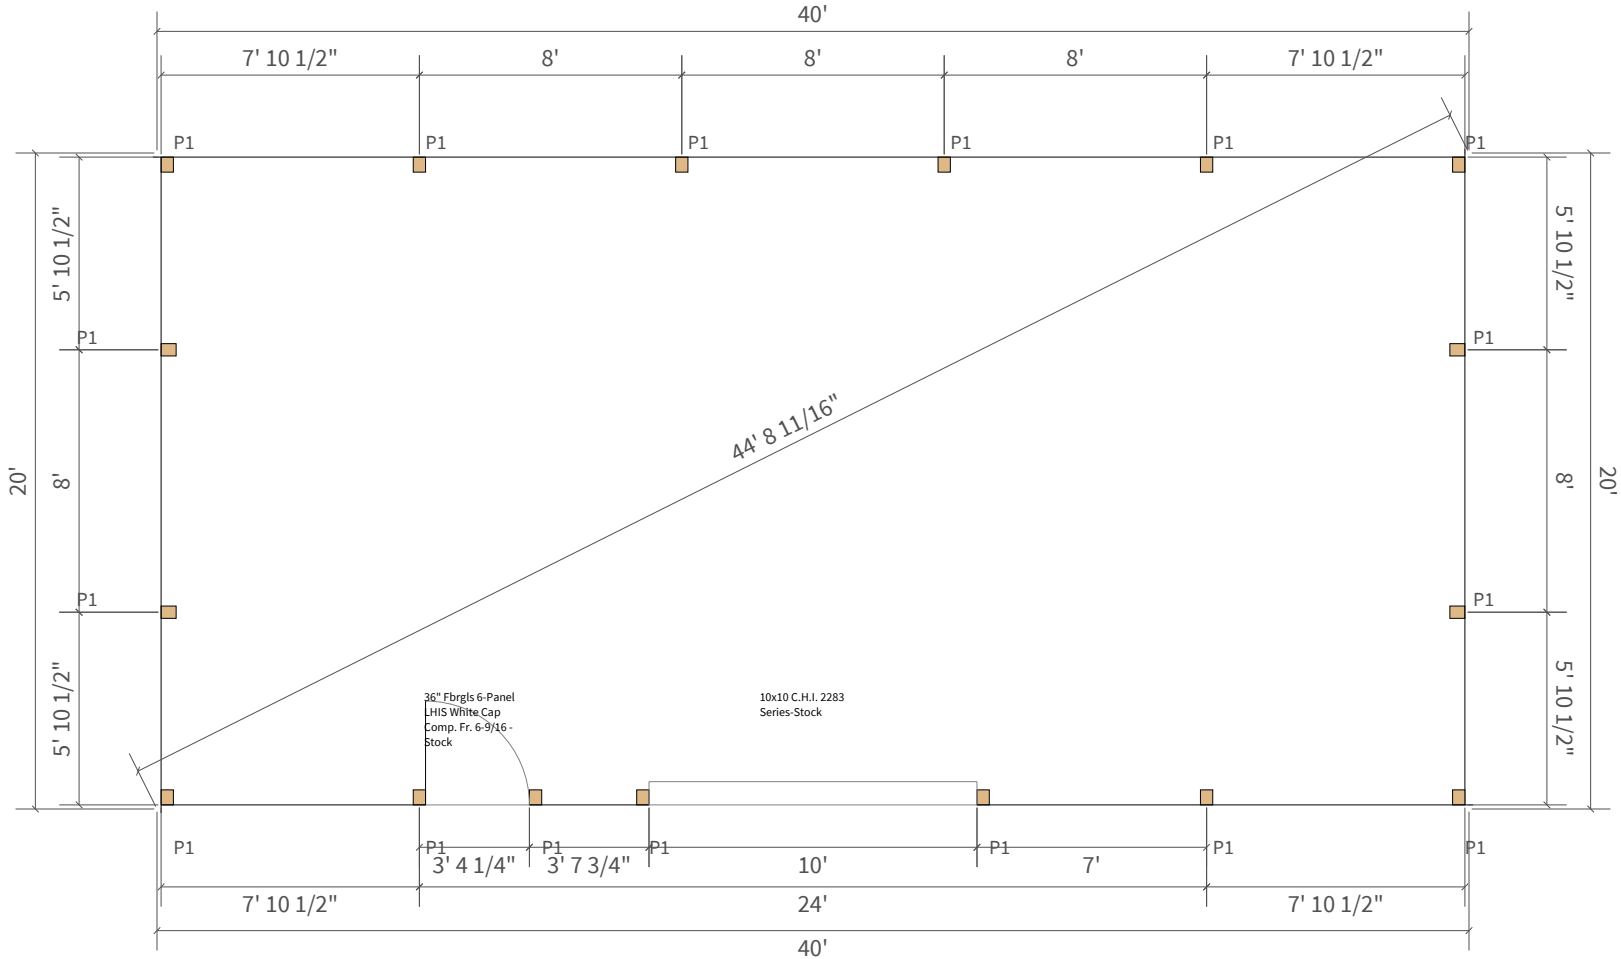 40'
7' 10 1/2" 8' 8' 8' 7' 10 1/2"
P1 P1 P1 P1 P1 P1
5' 10 1/2" 5' 10 1/2"
P1 P1
44' 8 11/16"
20' 8' 8' 20'
P1 P1
5' 10 1/2" 5' 10 1/2"
36" Fbrgls 6-Panel
LHIS White Cap
Comp. Fr. 6-9/16 -
Stock
10x10 C.H.I. 2283
Series-Stock
P1 P1 P1 P1 P1 P1 P1
3' 4 1/4" 3' 7 3/4" 10' 7'
7' 10 1/2" 24' 7' 10 1/2"
40'